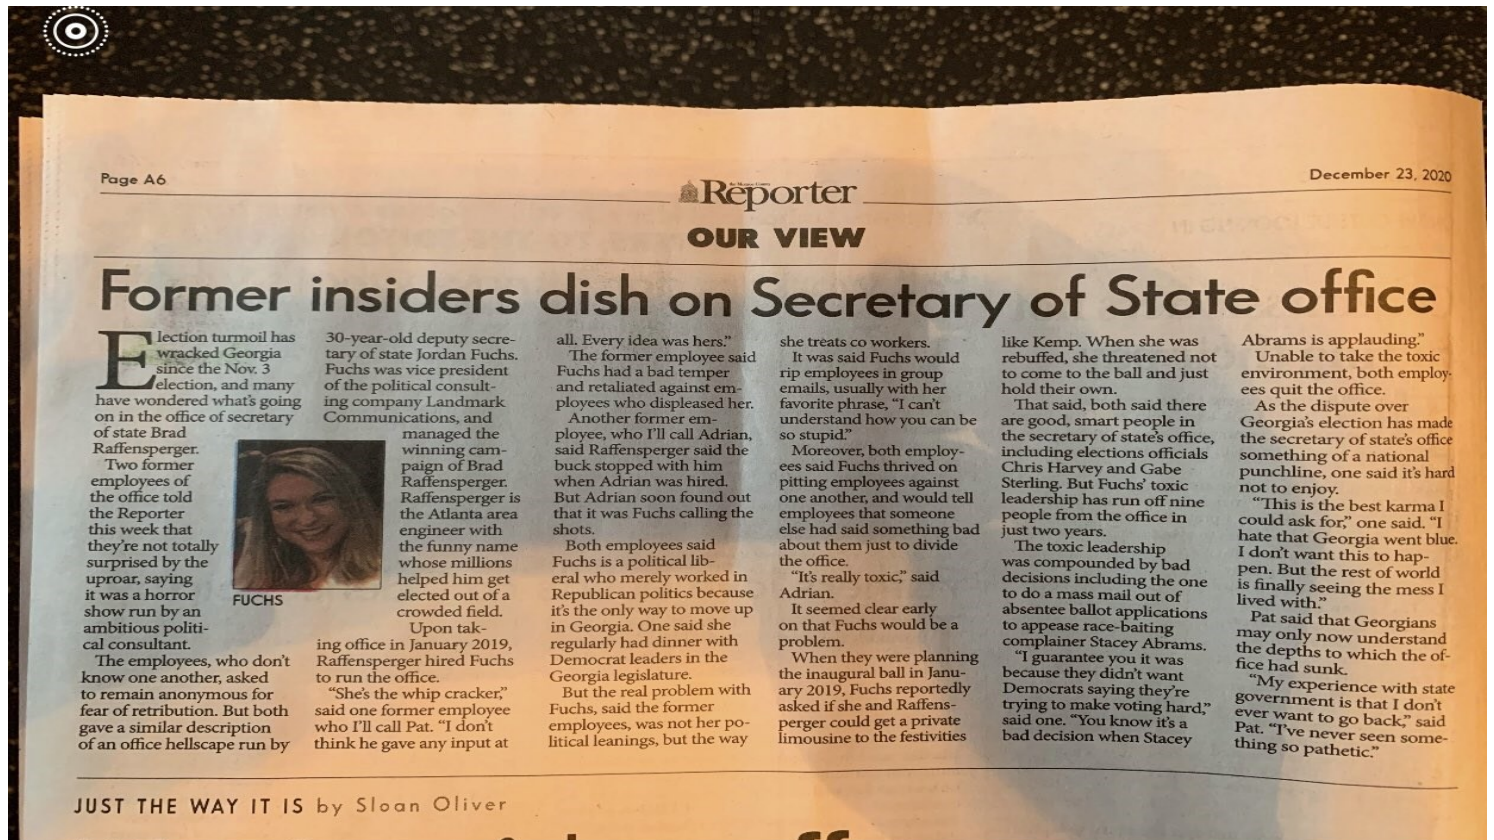 Page A6
Reporter
December 23, 2020
OUR VIEW
Former insiders dish on Secretary of State office
Election turmoil has
wracked Georgia
since the Nov. 3
election, and many
have wondered what's going
on in the office of secretary
of state Brad
Raffensperger.
Two former
employees of
the office told
the Reporter
this week that
they're not totally
surprised by the
uproar, saying
it was a horror
show run by an
ambitious politi-
cal consultant.
The employees, who don't
know one another, asked
to remain anonymous for
fear of retribution. But both
gave a similar description
of an office hellscape run by
30-year-old deputy secre-
tary of state Jordan Fuchs.
Fuchs was vice president
of the political consult-
ing company Landmark
Communications, and
managed the
winning cam-
paign of Brad
Raffensperger.
Raffensperger is
the Atlanta area
engineer with
the funny name
whose millions
helped him get
elected out of a
crowded field.
Upon tak-
ing office in January 2019,
Raffensperger hired Fuchs
to run the office.
"She's the whip cracker,"
said one former employee
who I'll call Pat. "I don't
think he gave any input at
FUCHS
all. Every idea was hers."
The former employee said
Fuchs had a bad temper
and retaliated against em-
ployees who displeased her.
Another former em-
ployee, who I'll call Adrian,
said Raffensperger said the
buck stopped with him
when Adrian was hired.
But Adrian soon found out
that it was Fuchs calling the
shots.
Both employees said
Fuchs is a political lib-
eral who merely worked in
Republican politics because
it's the only way to move up
in Georgia. One said she
regularly had dinner with
Democrat leaders in the
Georgia legislature.
But the real problem with
Fuchs, said the former
employees, was not her po-
litical leanings, but the way
she treats co workers.
It was said Fuchs would
rip employees in group
emails, usually with her
favorite phrase, "I can't
understand how you can be
so stupid."
Moreover, both employ-
ees said Fuchs thrived on
pitting employees against
one another, and would tell
employees that someone
else had said something bad
about them just to divide
the office.
"It's really toxic," said
Adrian.
It seemed clear early
on that Fuchs would be a
problem.
When they were planning
the inaugural ball in Janu-
ary 2019, Fuchs reportedly
asked if she and Raffens-
perger could get a private
limousine to the festivities
like Kemp. When she was
rebuffed, she threatened not
to come to the ball and just
hold their own.
That said, both said there
are good, smart people in
the secretary of state's office,
including elections officials
Chris Harvey and Gabe
Sterling. But Fuchs' toxic
leadership has run off nine
people from the office in
just two years.
The toxic leadership
was compounded by bad
decisions including the one
to do a mass mail out of
absentee ballot applications
to appease race-baiting
complainer Stacey Abrams.
"I guarantee you it was
because they didn't want
Democrats saying they're
trying to make voting hard,"
said one. "You know it's a
bad decision when Stacey
Abrams is applauding."
Unable to take the toxic
environment, both employ-
ees quit the office.
As the dispute over
Georgia's election has made
the secretary of state's office
something of a national
punchline, one said it's hard
not to enjoy.
"This is the best karma I
could ask for," one said. "I
hate that Georgia went blue.
I don't want this to hap-
pen. But the rest of world
is finally seeing the mess I
lived with."
Pat said that Georgians
may only now understand
the depths to which the of-
fice had sunk.
"My experience with state
government is that I don't
ever want to go back," said
Pat. "I've never seen some-
thing so pathetic."
JUST THE WAY IT IS by Sloan Oliver